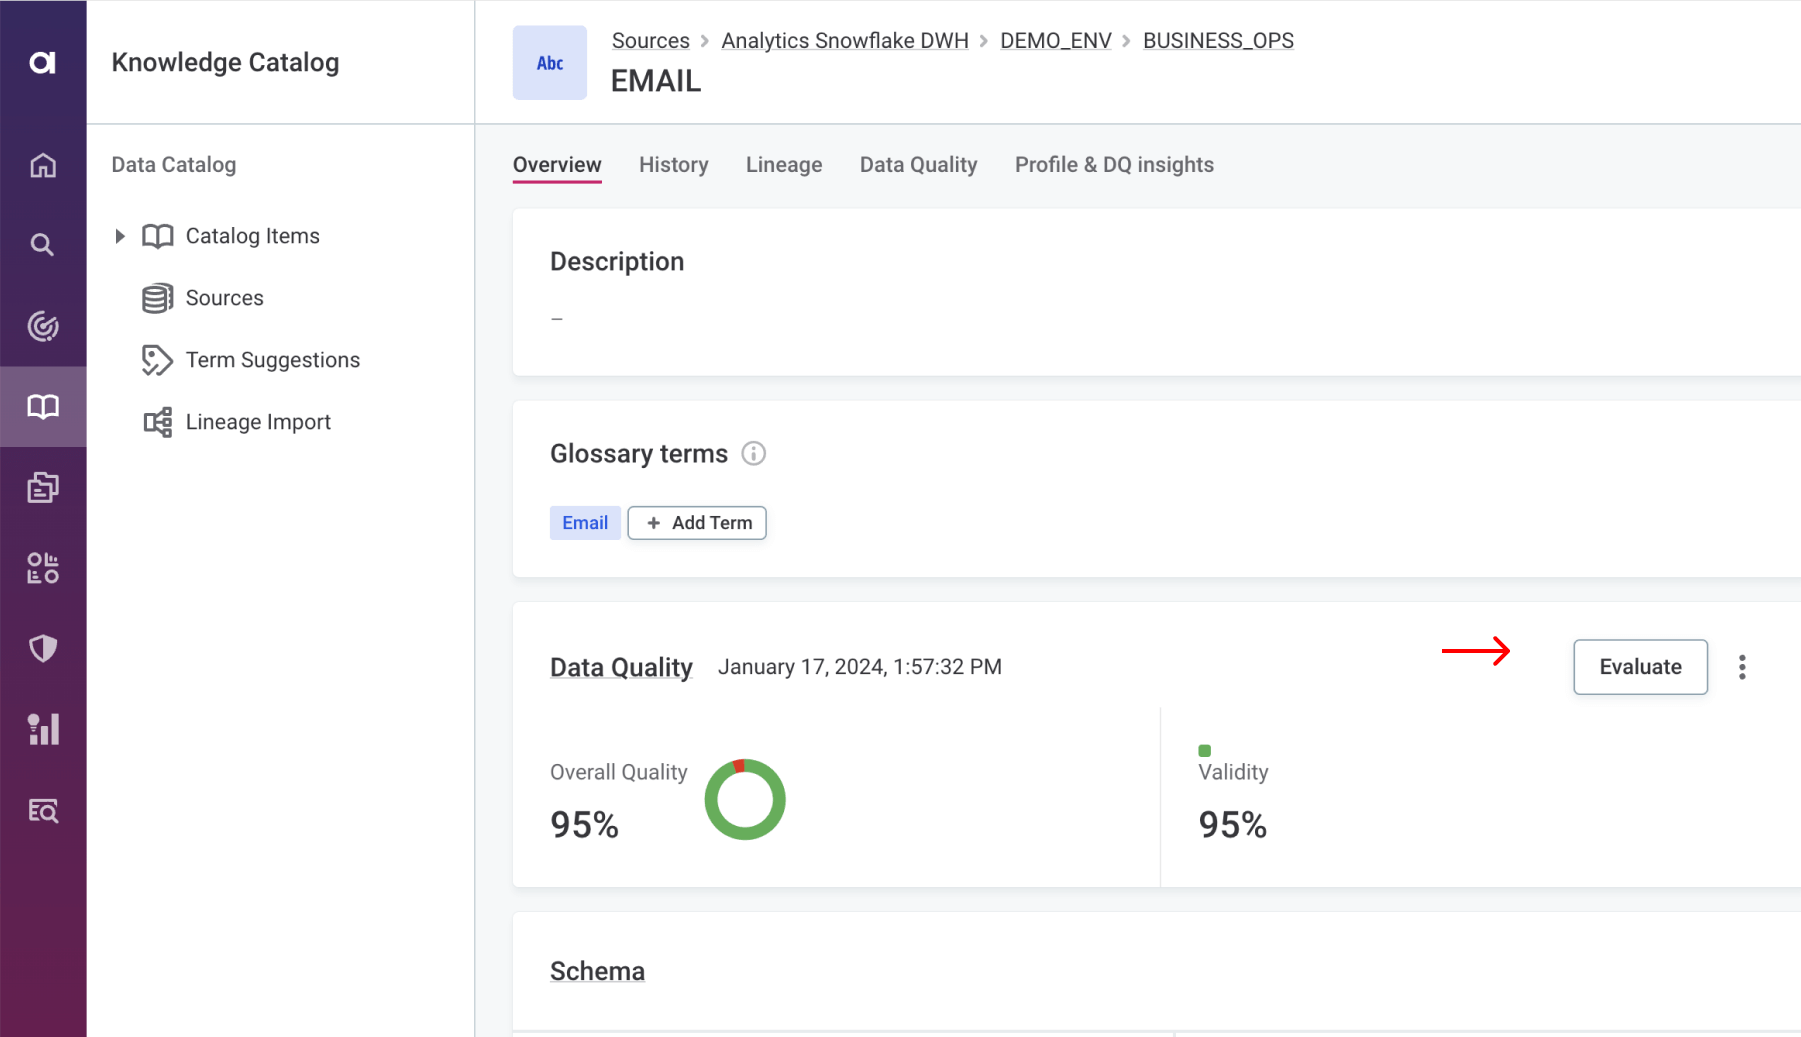 Knowledge Catalog
Data Catalog
Catalog Items
Sources
Term Suggestions
Lineage Import
Abc
Sources > Analytics Snowflake DWH > DEMO_ENV > BUSINESS_OPS
EMAIL
Overview History Lineage Data Quality Profile & DQ insights
Description
–
Glossary terms
Email + Add Term
Data Quality January 17, 2024, 1:57:32 PM Evaluate
Overall Quality
95%
Validity
95%
Schema